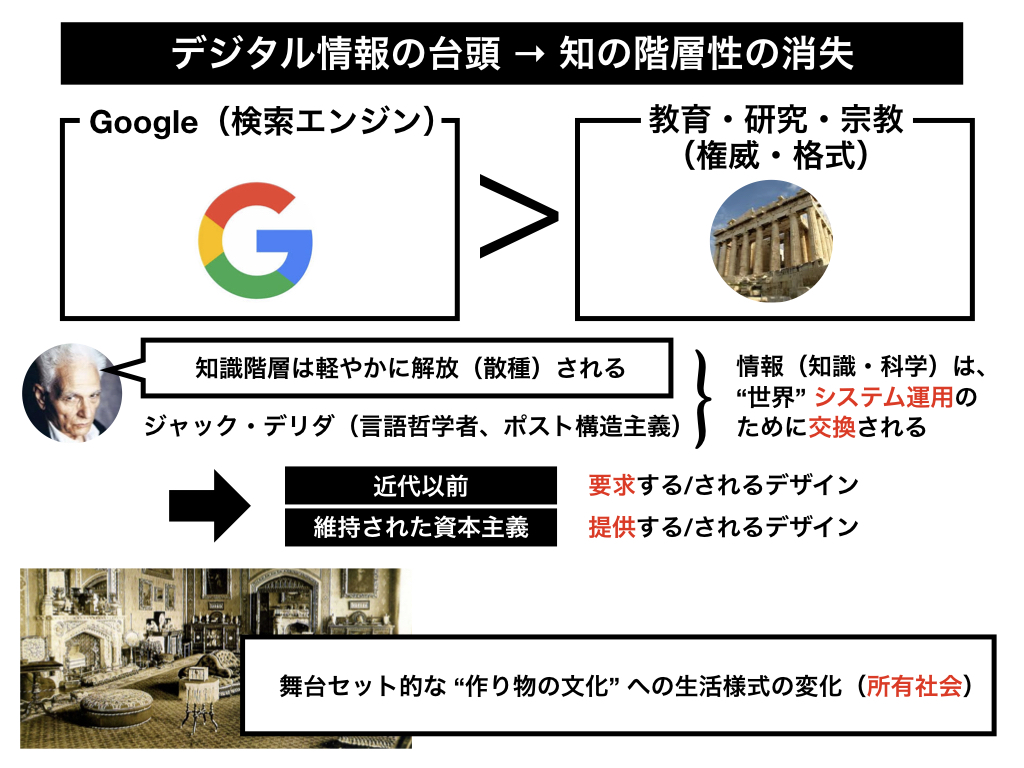 デジタル情報の台頭 → 知の階層性の消失
Google（検索エンジン）
教育・研究・宗教
（権威・格式）
＞
知識階層は軽やかに解放（散種）される
ジャック・デリダ（言語哲学者、ポスト構造主義）
情報（知識・科学）は、
“世界” システム運用の
ために交換される
近代以前
要求する/されるデザイン
維持された資本主義
提供する/されるデザイン
舞台セット的な “作り物の文化” への生活様式の変化（所有社会）